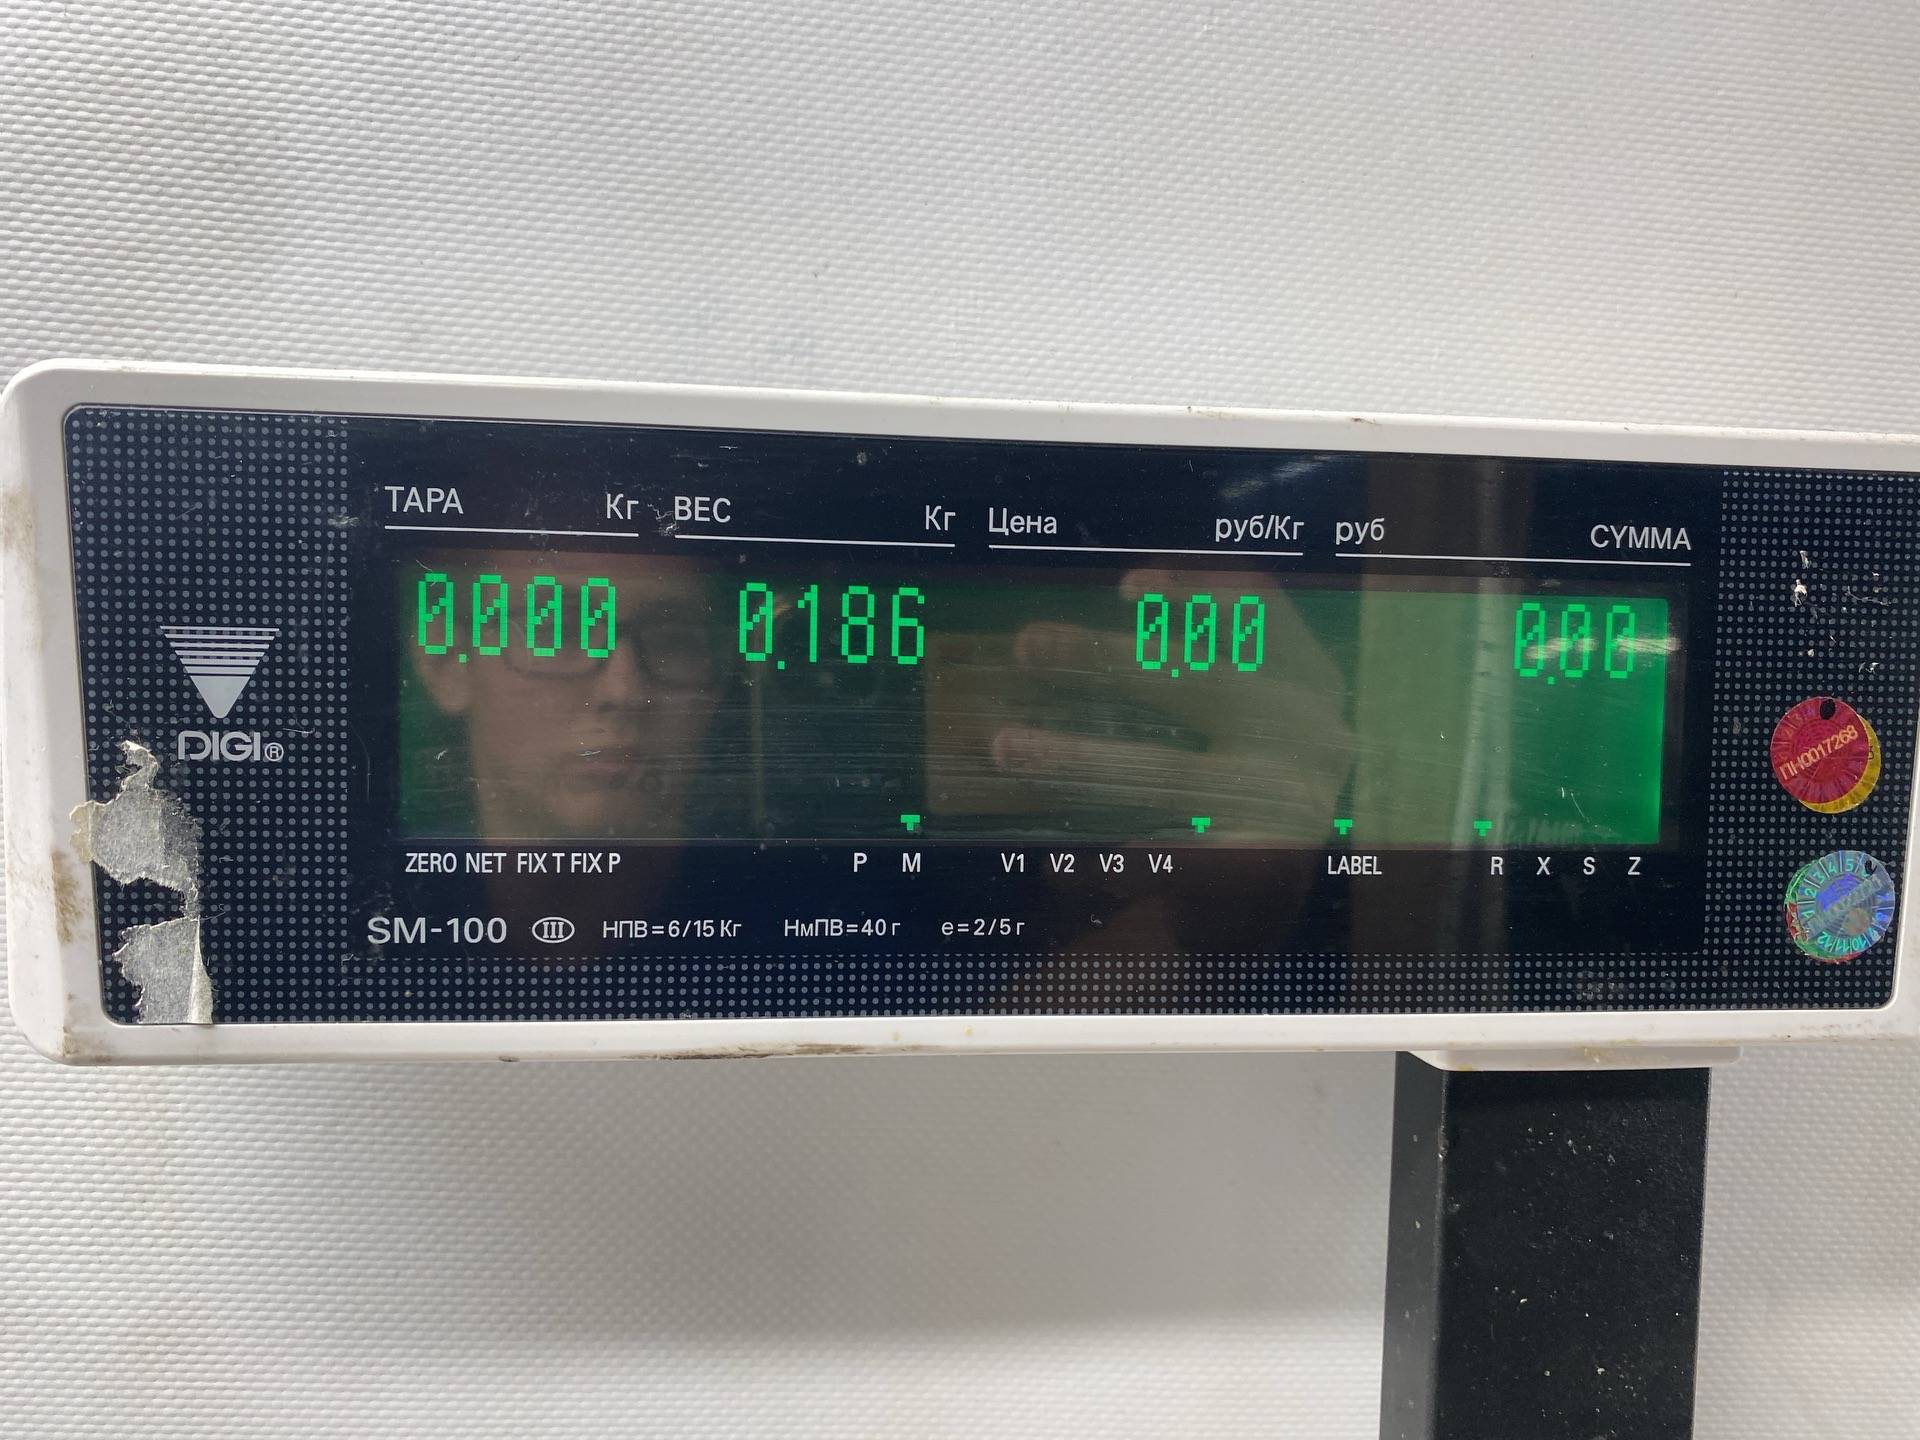 ТАРА Кг ВЕС Кг Цена руб/Кг руб СУММА
0.000 0.186 0.00 0.00
DIGI®
ПН0017268
ZERO NET FIX T FIX P P M V1 V2 V3 V4 LABEL R X S Z
SM-100 III НПВ=6/15 Кг НмПВ=40 г e=2/5 г